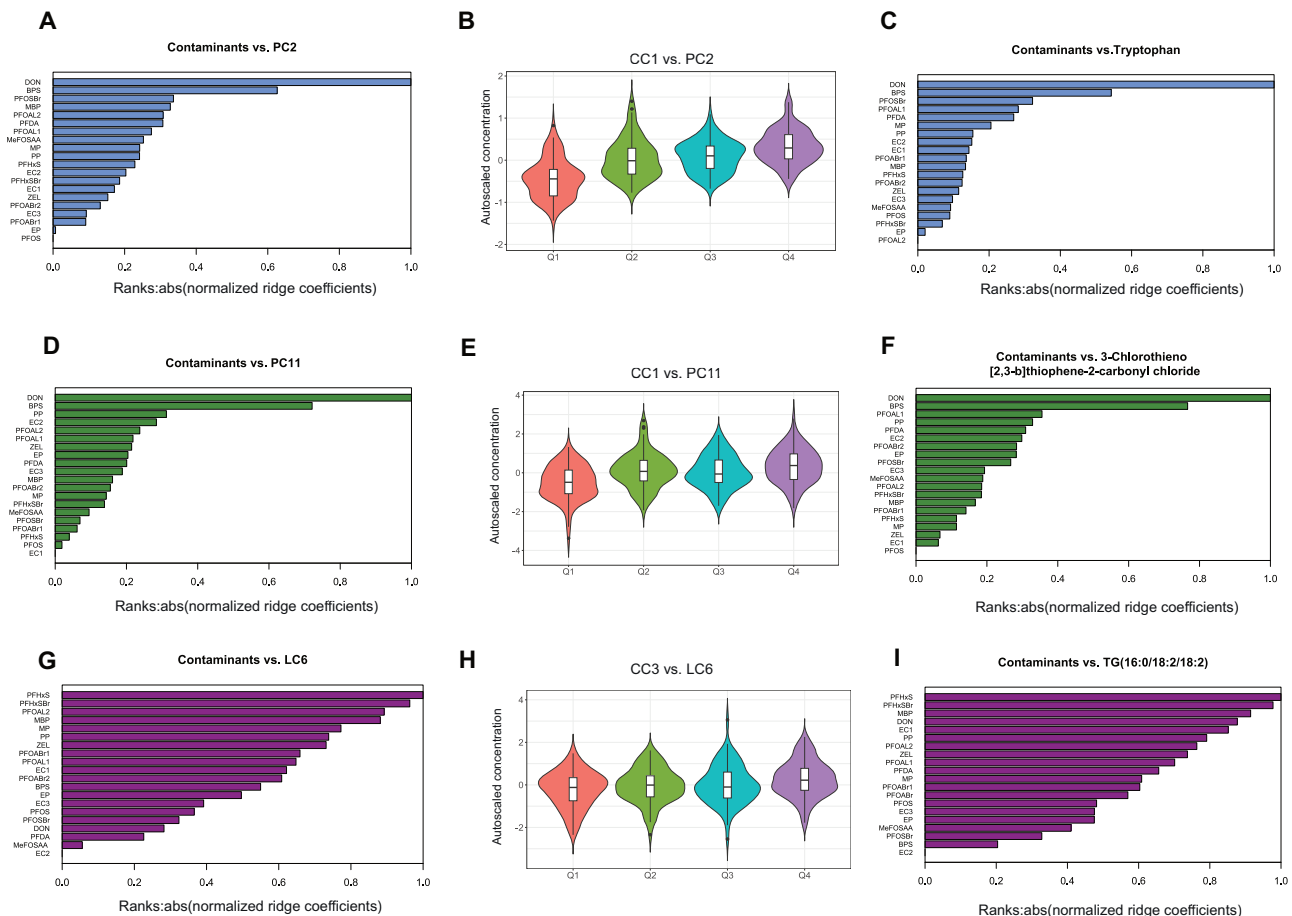 A
Contaminants vs. PC2
DON
BPS
PFOSBr
MBP
PFOAL2
PFDA
PFOAL1
MeFOSAA
MP
PP
PFHxS
EC2
PFHxSBr
EC1
ZEL
PFOABr2
EC3
PFOABr1
EP
PFOS
0.0 0.2 0.4 0.6 0.8 1.0
Ranks:abs(normalized ridge coefficients)
B
CC1 vs. PC2
Autoscaled concentration
2
1
0
-1
-2
Q1 Q2 Q3 Q4
C
Contaminants vs.Tryptophan
DON
BPS
PFOSBr
PFOAL1
PFDA
MP
PP
EC2
EC1
PFOABr1
MBP
PFHxS
PFOABr2
ZEL
EC3
MeFOSAA
PFOS
PFHxSBr
EP
PFOAL2
0.0 0.2 0.4 0.6 0.8 1.0
Ranks:abs(normalized ridge coefficients)
D
Contaminants vs. PC11
DON
BPS
PP
EC2
PFOAL2
PFOAL1
ZEL
EP
PFDA
EC3
MBP
PFOABr2
MP
PFHxSBr
MeFOSAA
PFOSBr
PFOABr1
PFHxS
PFOS
EC1
0.0 0.2 0.4 0.6 0.8 1.0
Ranks:abs(normalized ridge coefficients)
E
CC1 vs. PC11
Autoscaled concentration
4
2
0
-2
-4
Q1 Q2 Q3 Q4
F
Contaminants vs. 3-Chlorothieno
[2,3-b]thiophene-2-carbonyl chloride
DON
BPS
PFOAL1
PP
PFDA
EC2
PFOABr2
EP
PFOSBr
EC3
MeFOSAA
PFOAL2
PFHxSBr
MBP
PFOABr1
PFHxS
MP
ZEL
EC1
PFOS
0.0 0.2 0.4 0.6 0.8 1.0
Ranks:abs(normalized ridge coefficients)
G
Contaminants vs. LC6
PFHxS
PFHxSBr
PFOAL2
MBP
MP
PP
ZEL
PFOABr1
PFOAL1
EC1
PFOABr2
BPS
EP
EC3
PFOS
PFOSBr
DON
PFDA
MeFOSAA
EC2
0.0 0.2 0.4 0.6 0.8 1.0
Ranks:abs(normalized ridge coefficients)
H
CC3 vs. LC6
Autoscaled concentration
4
2
0
-2
Q1 Q2 Q3 Q4
I
Contaminants vs. TG(16:0/18:2/18:2)
PFHxS
PFHxSBr
MBP
DON
EC1
PP
PFOAL2
ZEL
PFOAL1
PFDA
MP
PFOABr1
PFOABr
PFOS
EC3
EP
MeFOSAA
PFOSBr
BPS
EC2
0.0 0.2 0.4 0.6 0.8 1.0
Ranks:abs(normalized ridge coefficients)